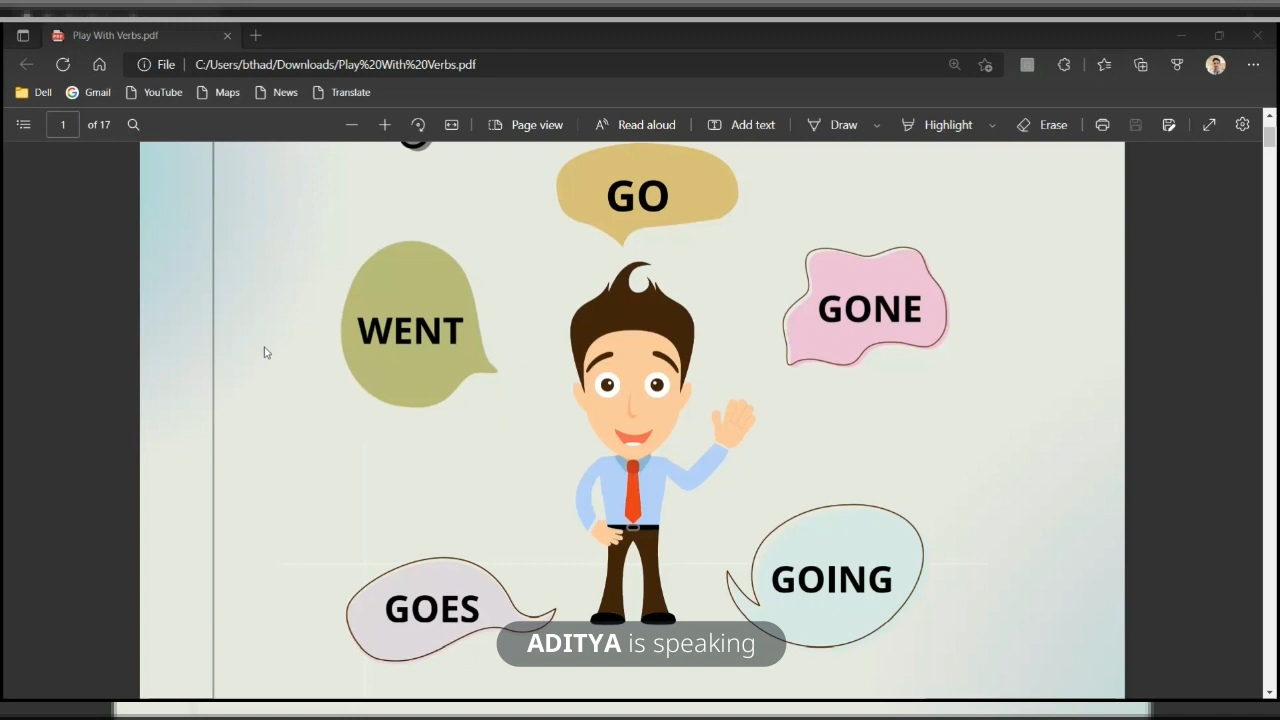 Play With Verbs.pdf
File C:/Users/bthad/Downloads/Play%20With%20Verbs.pdf
Dell Gmail YouTube Maps News Translate
1 of 17 Page view Read aloud Add text Draw Highlight Erase
GO
WENT
GONE
GOES
GOING
ADITYA is speaking